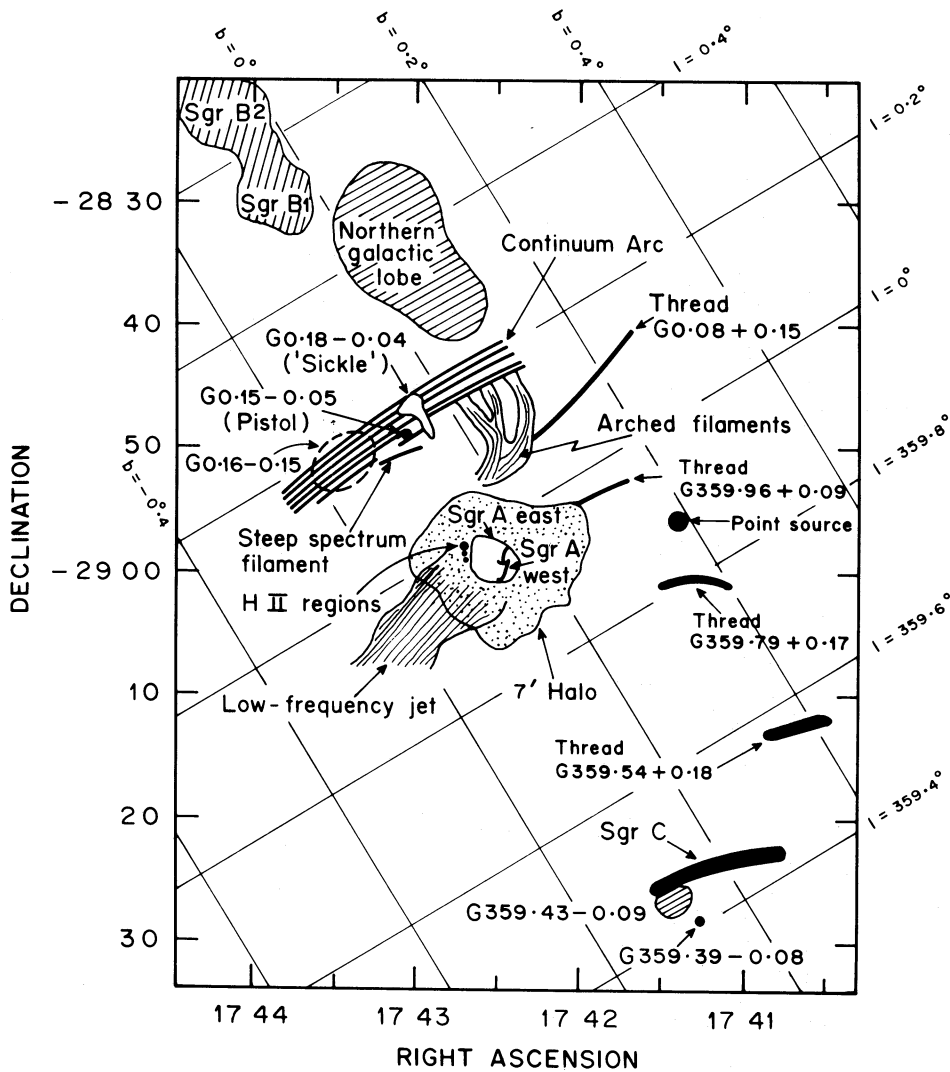 b = 0°
b = 0.2°
b = 0.4°
l = 0.4°
l = 0.2°
l = 0°
l = 359.8°
l = 359.6°
l = 359.4°
b = -0.4
Sgr B2
Sgr B1
Northern
galactic
lobe
Continuum Arc
Thread
G0·08+0·15
G0·18-0·04
('Sickle')
G0·15-0·05
(Pistol)
G0·16-0·15
Arched filaments
Thread
G359·96+0·09
Point source
Steep spectrum
filament
Sgr A east
Sgr A
west
H II regions
Thread
G359·79+0·17
Low-frequency jet
7' Halo
Thread
G359·54+0·18
Sgr C
G359·43-0·09
G359·39-0·08
DECLINATION
-28 30
40
50
-29 00
10
20
30
17 44
17 43
17 42
17 41
RIGHT ASCENSION